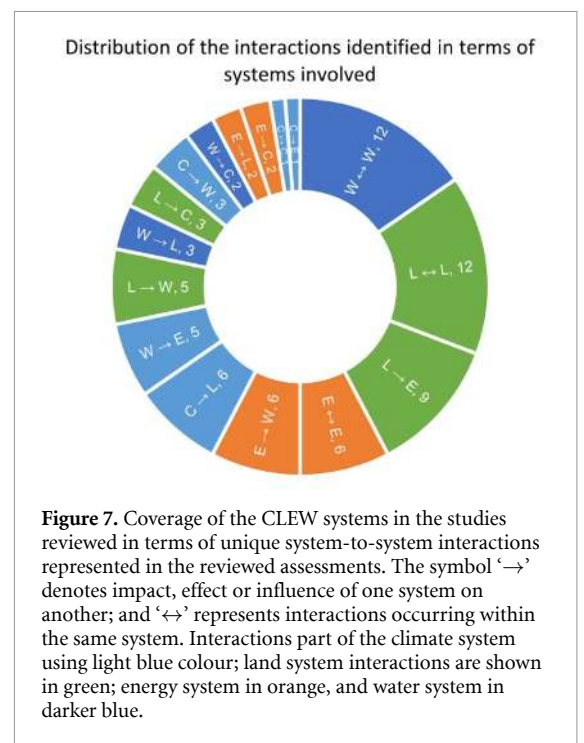 Distribution of the interactions identified in terms of
systems involved
W ↔ W, 12
L ↔ L, 12
L → E, 9
E ↔ E, 6
E → W, 6
C → L, 6
W → E, 5
L → W, 5
W → L, 3
L → C, 3
C → W, 3
W → C, 2
E → L, 2
E → C, 2
Figure 7. Coverage of the CLEW systems in the studies
reviewed in terms of unique system-to-system interactions
represented in the reviewed assessments. The symbol ‘→’
denotes impact, effect or influence of one system on
another; and ‘↔’ represents interactions occurring within
the same system. Interactions part of the climate system
using light blue colour; land system interactions are shown
in green; energy system in orange, and water system in
darker blue.